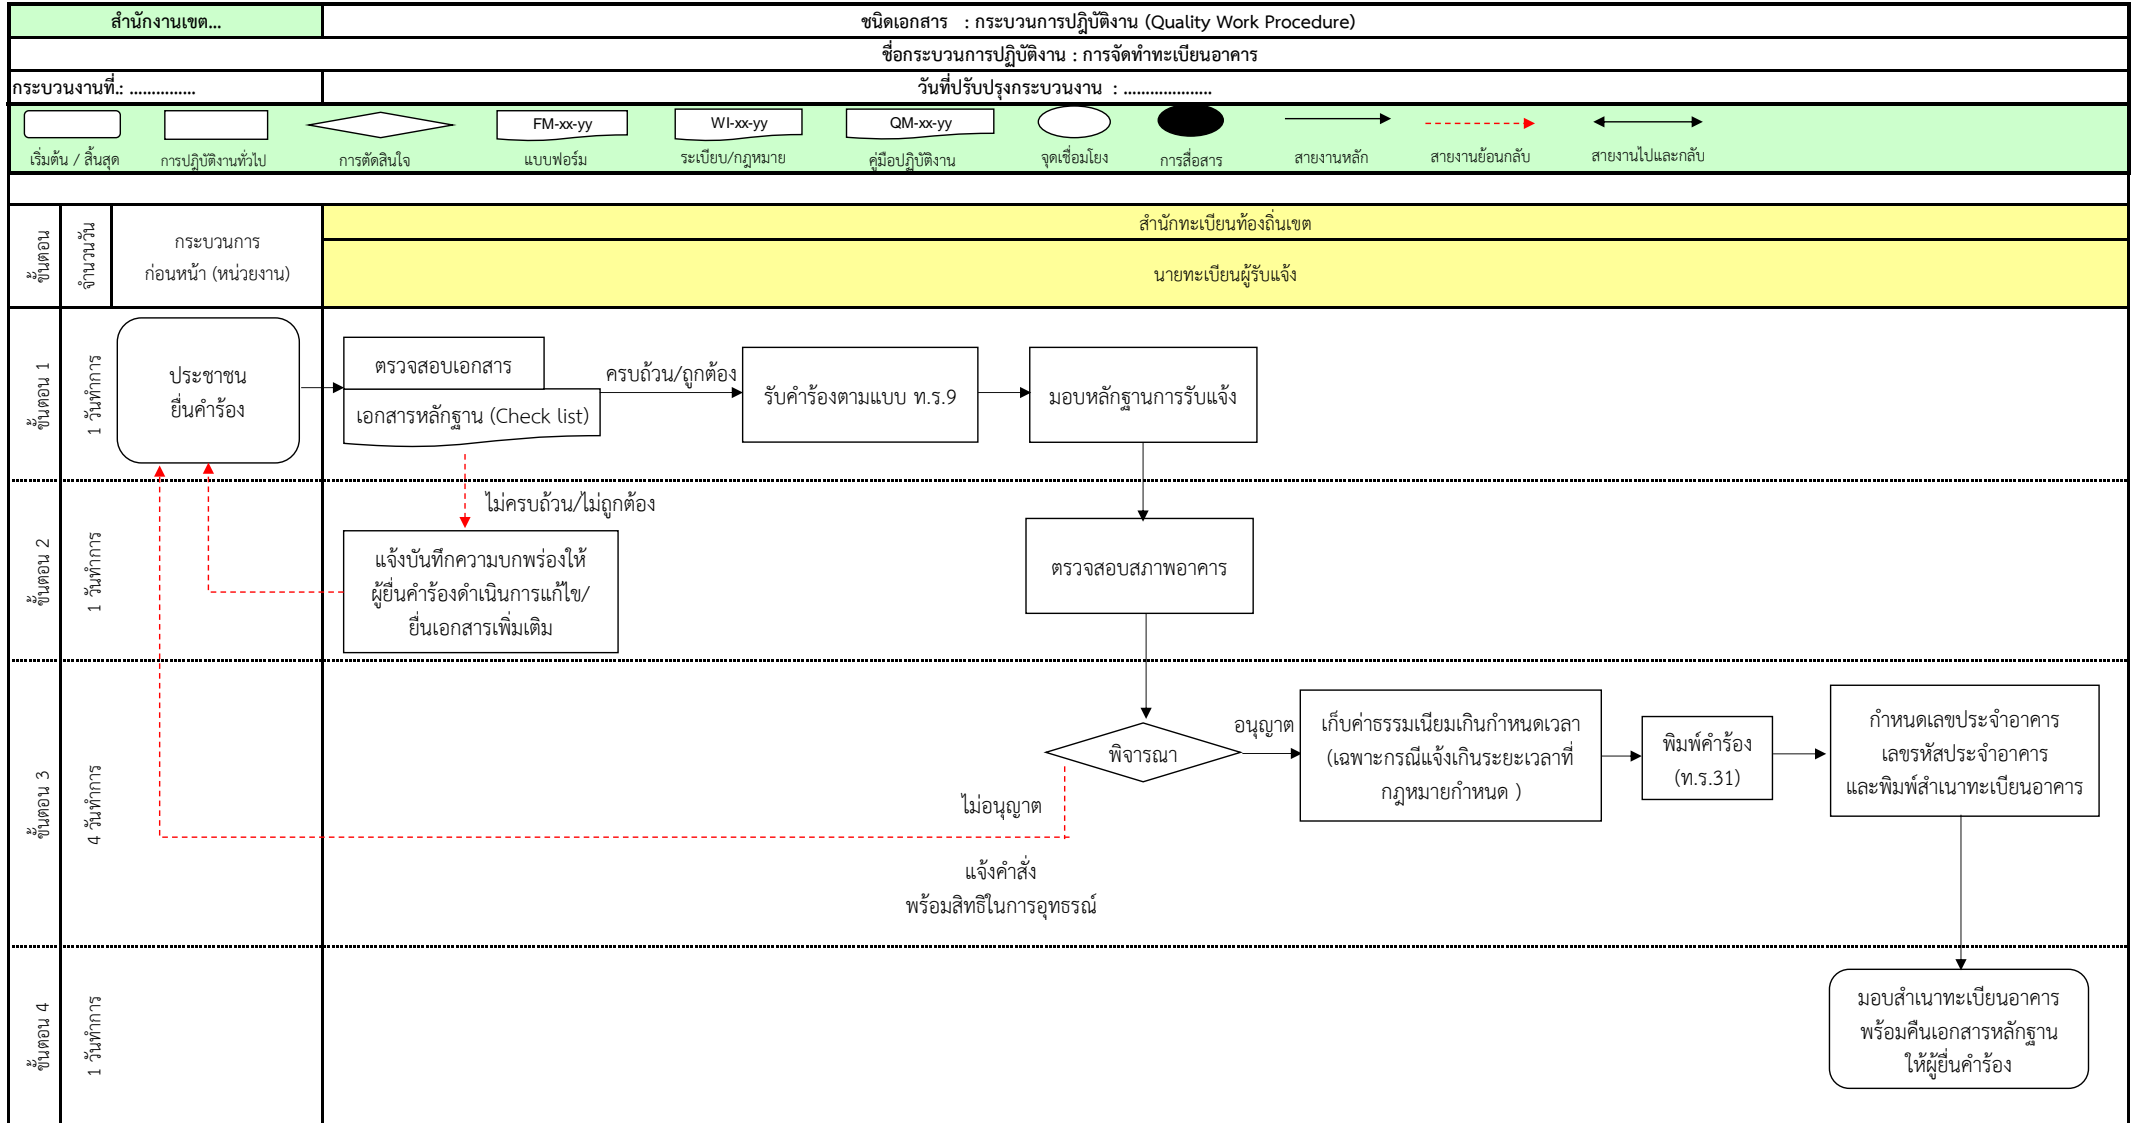 สำนักงานเขต...
ชนิดเอกสาร : กระบวนการปฎิบัติงาน (Quality Work Procedure)
ชื่อกระบวนการปฏิบัติงาน : การจัดทำทะเบียนอาคาร
กระบวนงานที่.: ...............
วันที่ปรับปรุงกระบวนงาน : ....................
FM-xx-yy
WI-xx-yy
QM-xx-yy
เริ่มต้น / สิ้นสุด
การปฎิบัติงานทั่วไป
การตัดสินใจ
แบบฟอร์ม
ระเบียบ/กฎหมาย
คู่มือปฏิบัติงาน
จุดเชื่อมโยง
การสื่อสาร
สายงานหลัก
สายงานย้อนกลับ
สายงานไปและกลับ
ขั้นตอน
จำนวนวัน
กระบวนการ
ก่อนหน้า (หน่วยงาน)
สำนักทะเบียนท้องถิ่นเขต
นายทะเบียนผู้รับแจ้ง
ขั้นตอน 1
1 วันทำการ
ประชาชน
ยื่นคำร้อง
ตรวจสอบเอกสาร
เอกสารหลักฐาน (Check list)
ครบถ้วน/ถูกต้อง
รับคำร้องตามแบบ ท.ร.9
มอบหลักฐานการรับแจ้ง
ขั้นตอน 2
1 วันทำการ
ไม่ครบถ้วน/ไม่ถูกต้อง
แจ้งบันทึกความบกพร่องให้
ผู้ยื่นคำร้องดำเนินการแก้ไข/
ยื่นเอกสารเพิ่มเติม
ตรวจสอบสภาพอาคาร
ขั้นตอน 3
4 วันทำการ
พิจารณา
อนุญาต
เก็บค่าธรรมเนียมเกินกำหนดเวลา
(เฉพาะกรณีแจ้งเกินระยะเวลาที่
กฎหมายกำหนด )
พิมพ์คำร้อง
(ท.ร.31)
กำหนดเลขประจำอาคาร
เลขรหัสประจำอาคาร
และพิมพ์สำเนาทะเบียนอาคาร
ไม่อนุญาต
แจ้งคำสั่ง
พร้อมสิทธิในการอุทธรณ์
ขั้นตอน 4
1 วันทำการ
มอบสำเนาทะเบียนอาคาร
พร้อมคืนเอกสารหลักฐาน
ให้ผู้ยื่นคำร้อง